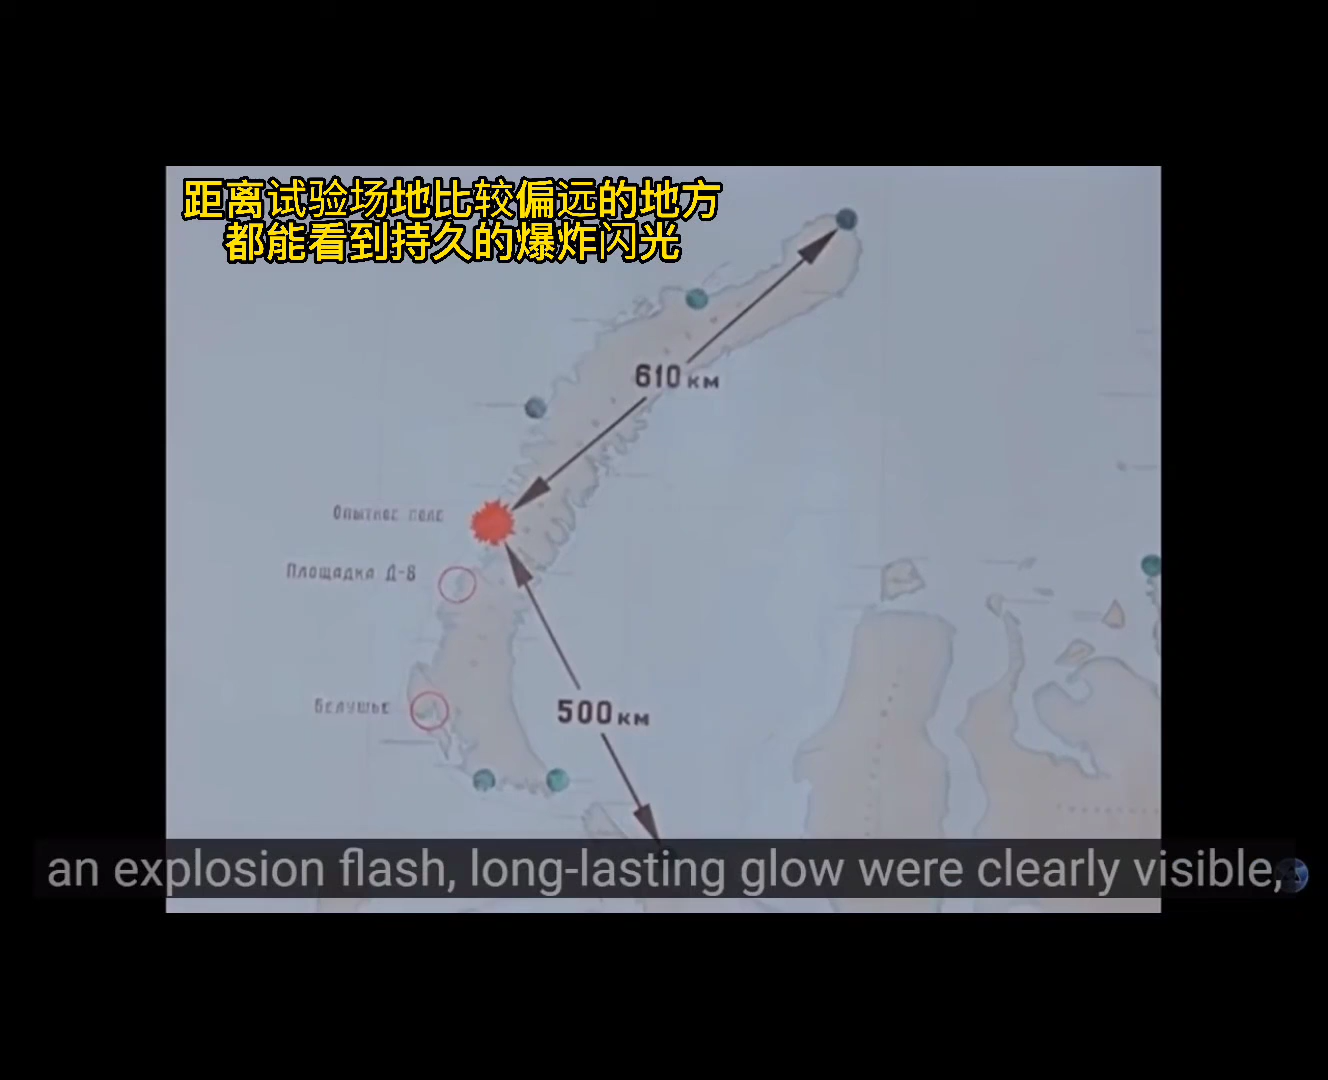 距离试验场地比较偏远的地方
都能看到持久的爆炸闪光
610 км
Опытное поле
Площадка Д-8
Белушье
500 км
an explosion flash, long-lasting glow were clearly visible,